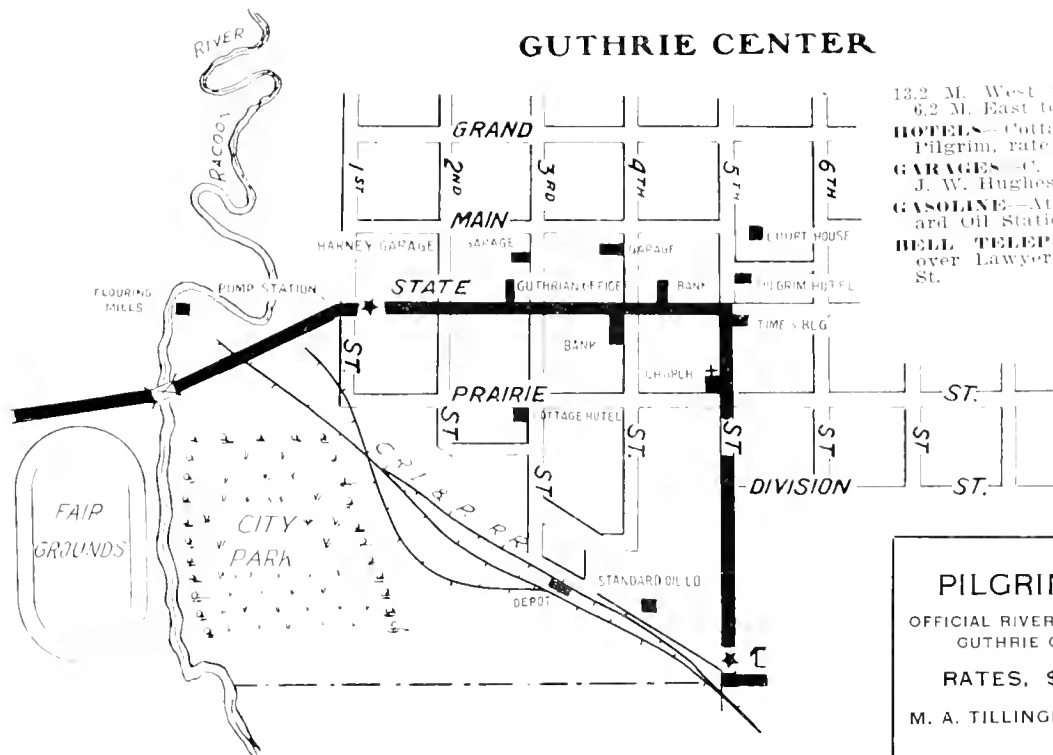 GUTHRIE CENTER
RIVER
RACOON
13.2 M. West
6.2 M. East to
HOTELS—Cotta
Pilgrim, rate
GARAGES—C.
J. W. Hughes
GASOLINE—At
ard Oil Statio
BELL TELEP
over Lawyer
St.
GRAND
1ST
2ND
3RD
4TH
5TH
6TH
MAIN
HARNEY GARAGE
GARAGE
GARAGE
COURT HOUSE
FLOURING
MILLS
PUMP STATION
STATE
GUTHRIAN OFFICE
BANK
PILGRIM HOTEL
BANK
TIMES BLG
ST.
CHURCH
PRAIRIE
ST.
COTTAGE HOTEL
ST.
ST.
ST.
ST.
ST
ST.
DIVISION
ST.
FAIR
GROUNDS
CITY
PARK
C R I & P. R R
DEPOT
STANDARD OIL CO
PILGRI
OFFICIAL RIVER
GUTHRIE C
RATES, $
M. A. TILLING